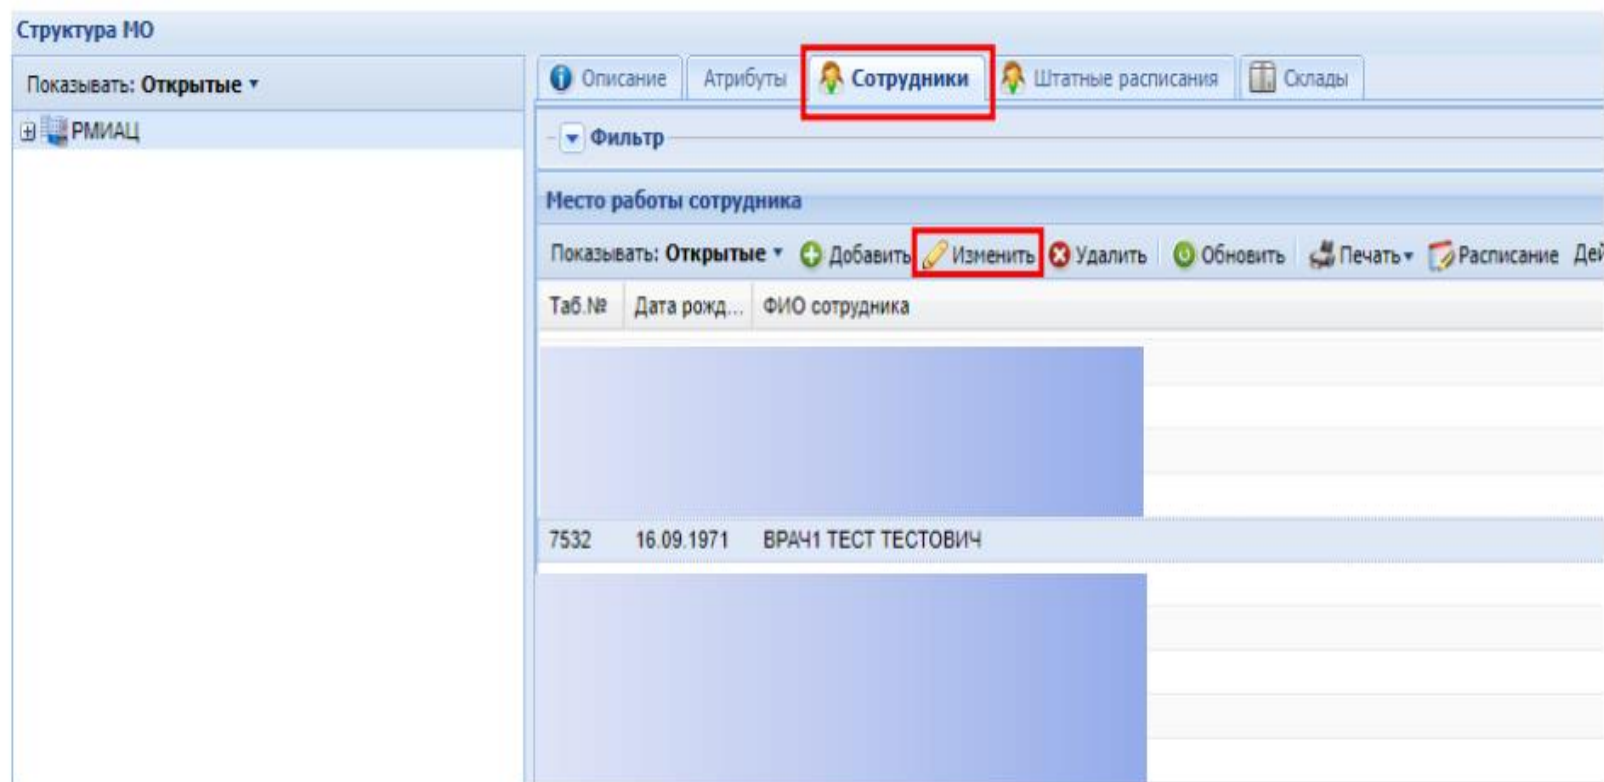 Структура МО
Показывать: Открытые
РМИАЦ
Описание Атрибуты Сотрудники Штатные расписания Склады
Фильтр
Место работы сотрудника
Показывать: Открытые Добавить Изменить Удалить Обновить Печать Расписание Дей
Таб.№ Дата рожд... ФИО сотрудника
7532 16.09.1971 ВРАЧ1 ТЕСТ ТЕСТОВИЧ